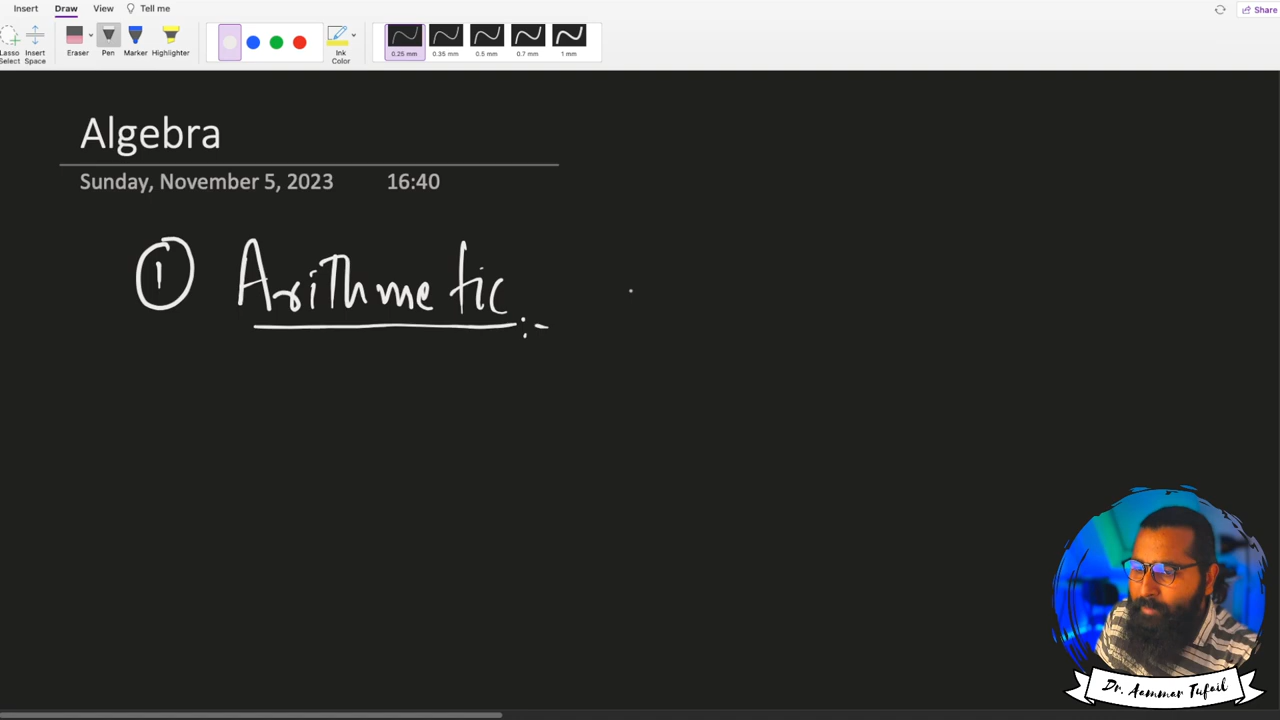 Insert Draw View Tell me Share
Lasso Select
Insert Space
Eraser
Pen
Marker
Highlighter
Ink Color
0.25 mm 0.35 mm 0.5 mm 0.7 mm 1 mm
Algebra
Sunday, November 5, 2023 16:40
① Arithmetic :-
Dr. Aammar Tufail